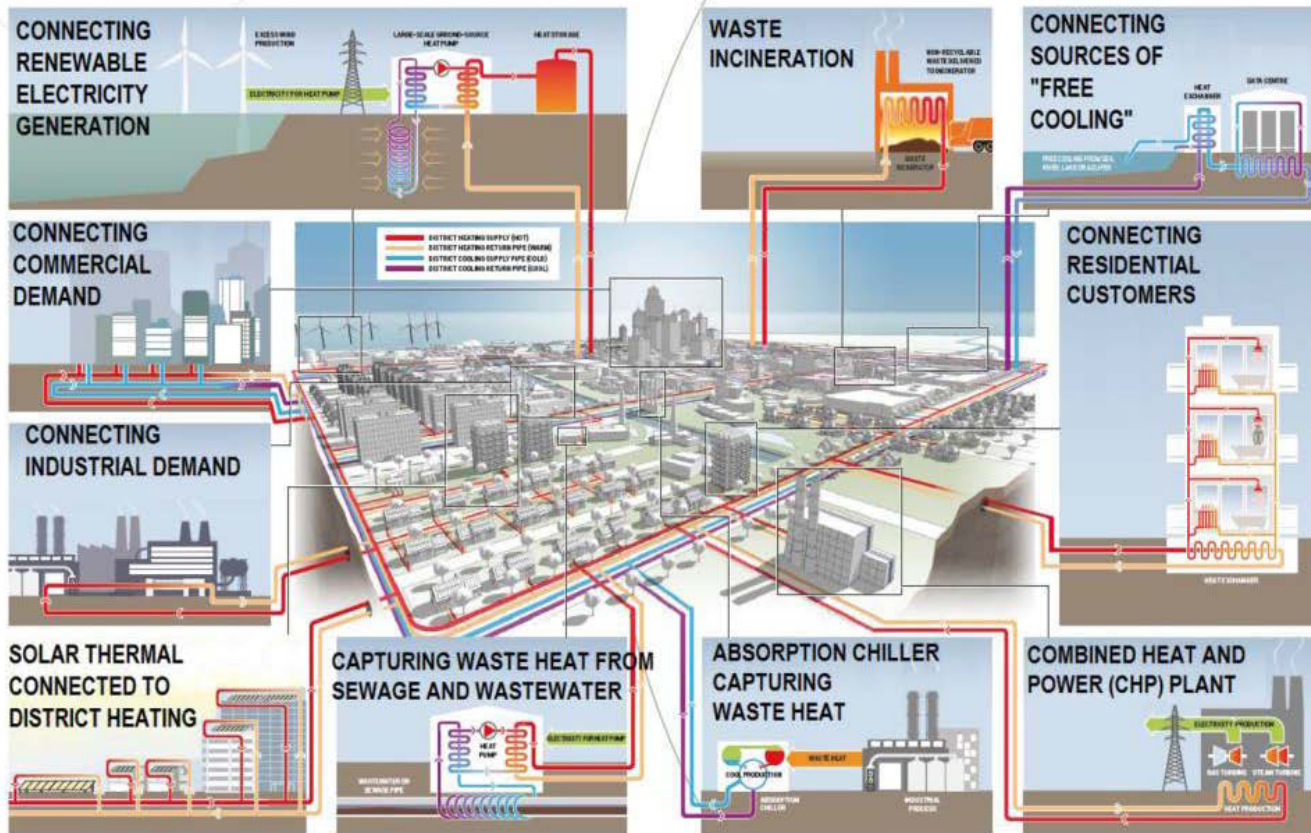 CONNECTING
RENEWABLE
ELECTRICITY
GENERATION
EXCESS WIND
PRODUCTION
LARGE-SCALE GROUND-SOURCE
HEAT PUMP
HEAT STORAGE
ELECTRICITY FOR HEAT PUMP
WASTE
INCINERATION
NON-RECYCLABLE
WASTE DELIVERED
TO INCINERATOR
WASTE
INCINERATOR
CONNECTING
SOURCES OF
"FREE
COOLING"
HEAT
EXCHANGER
DATA CENTRE
FREE COOLING FROM SEA,
RIVER, LAKE OR AQUIFER
CONNECTING
COMMERCIAL
DEMAND
DISTRICT HEATING SUPPLY (HOT)
DISTRICT HEATING RETURN PIPE (WARM)
DISTRICT COOLING SUPPLY PIPE (COLD)
DISTRICT COOLING RETURN PIPE (COOL)
CONNECTING
RESIDENTIAL
CUSTOMERS
HEAT EXHANGER
CONNECTING
INDUSTRIAL DEMAND
SOLAR THERMAL
CONNECTED TO
DISTRICT HEATING
CAPTURING WASTE HEAT FROM
SEWAGE AND WASTEWATER
HEAT
PUMP
ELECTRICITY FOR HEAT PUMP
WASTEWATER OR
SEWAGE PIPE
ABSORPTION CHILLER
CAPTURING
WASTE HEAT
COOL PRODUCTION
WASTE HEAT
ABSORPTION
CHILLER
INDUSTRIAL
PROCESS
COMBINED HEAT AND
POWER (CHP) PLANT
ELECTRICITY PRODUCTION
GAS TURBINE
STEAM TURBINE
HEAT PRODUCTION